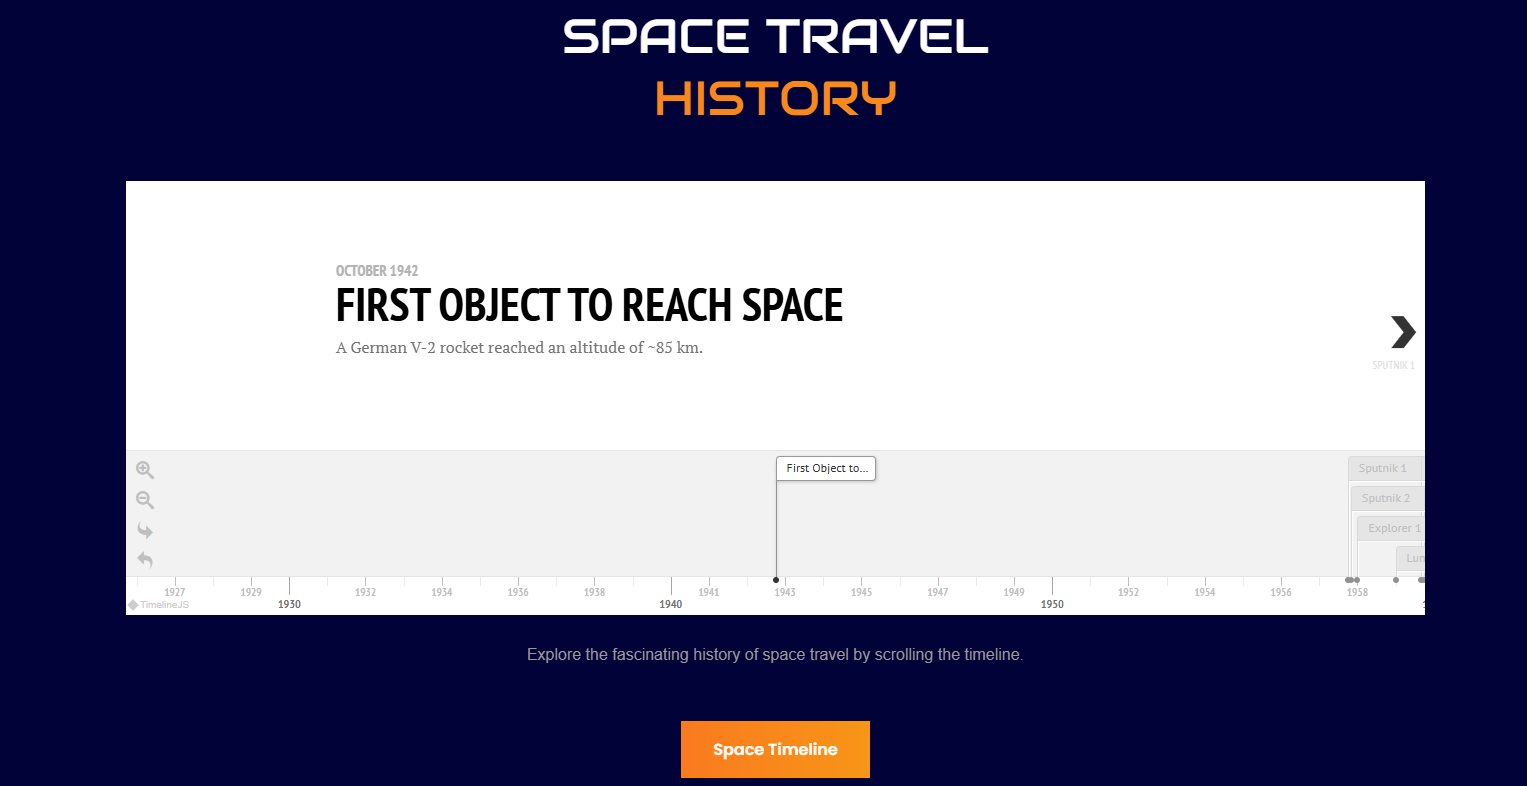 SPACE TRAVEL
HISTORY
OCTOBER 1942
FIRST OBJECT TO REACH SPACE
A German V-2 rocket reached an altitude of ~85 km.
SPUTNIK 1
First Object to...
Sputnik 1
Sputnik 2
Explorer 1
1927 1929 1932 1934 1936 1938 1941 1943 1945 1947 1949 1952 1954 1956 1958
TimelineJS 1930 1940 1950
Explore the fascinating history of space travel by scrolling the timeline.
Space Timeline